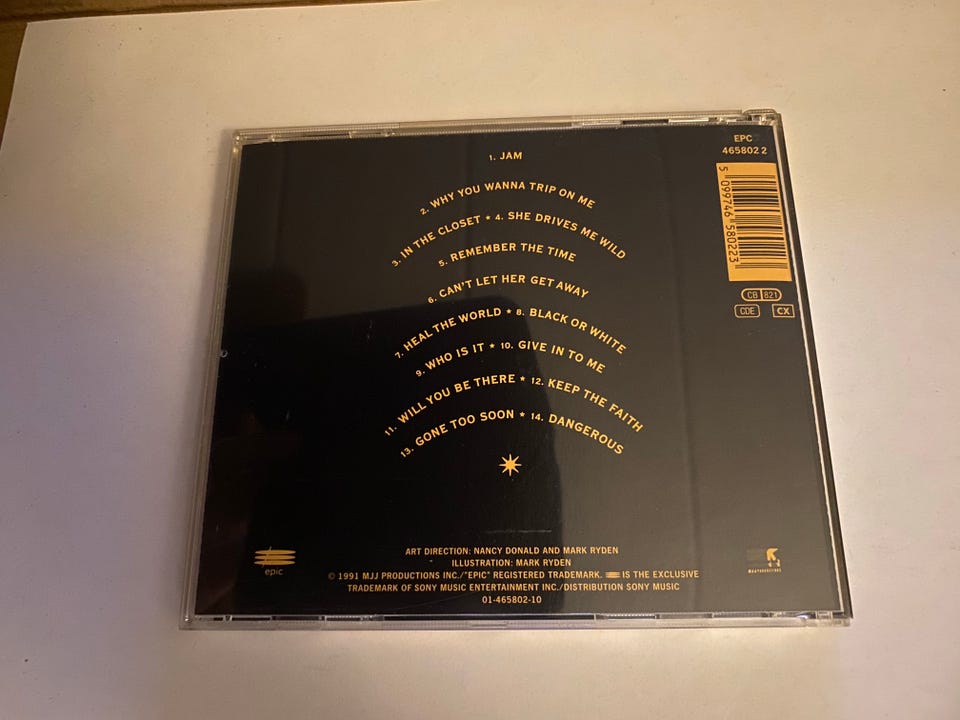 1. JAM
2. WHY YOU WANNA TRIP ON ME
3. IN THE CLOSET ★ 4. SHE DRIVES ME WILD
5. REMEMBER THE TIME
6. CAN'T LET HER GET AWAY
7. HEAL THE WORLD ★ 8. BLACK OR WHITE
9. WHO IS IT ★ 10. GIVE IN TO ME
11. WILL YOU BE THERE ★ 12. KEEP THE FAITH
13. GONE TOO SOON ★ 14. DANGEROUS
EPC
465802 2
5 099746 580223
CB 821
CDE CX
epic
ART DIRECTION: NANCY DONALD AND MARK RYDEN
ILLUSTRATION: MARK RYDEN
© 1991 MJJ PRODUCTIONS INC./"EPIC" REGISTERED TRADEMARK. IS THE EXCLUSIVE
TRADEMARK OF SONY MUSIC ENTERTAINMENT INC./DISTRIBUTION SONY MUSIC
01-465802-10